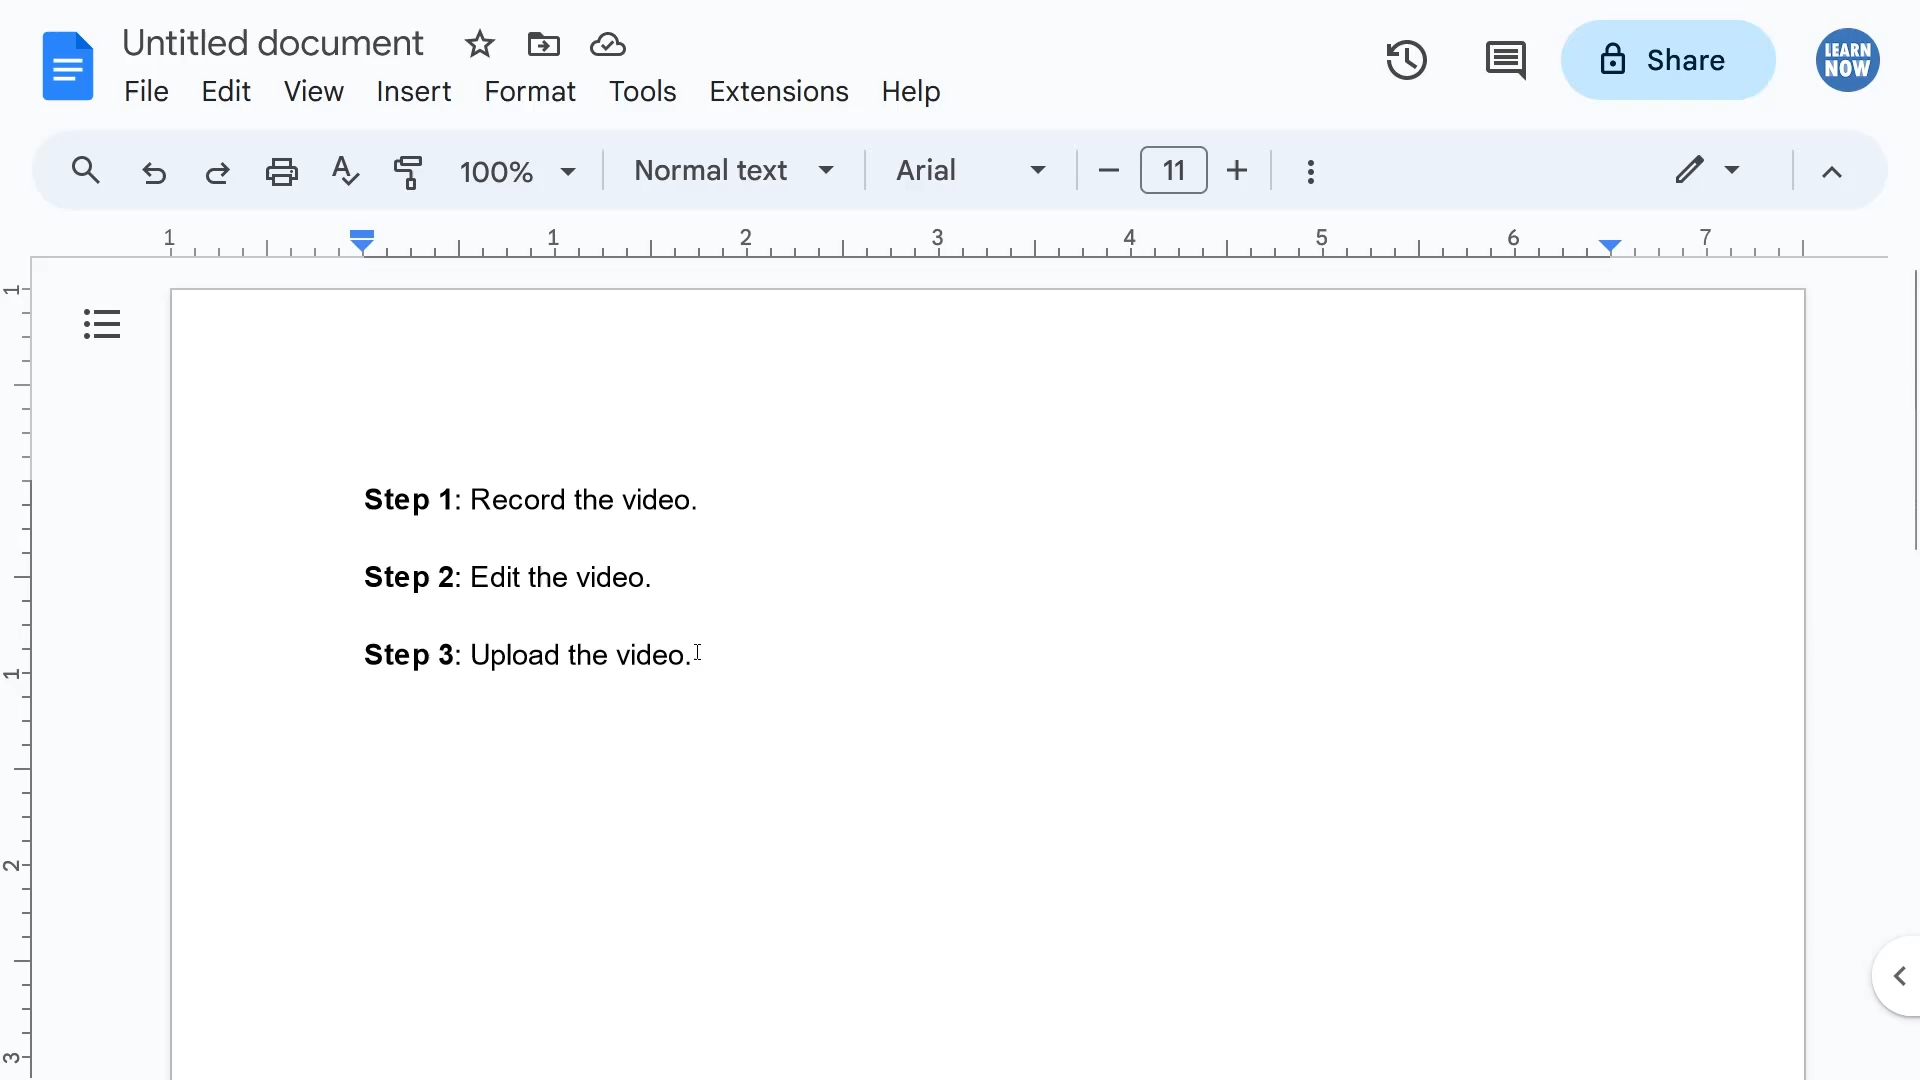 Untitled document
LEARN
NOW
Share
File Edit View Insert Format Tools Extensions Help
100% Normal text Arial 11
1 1 2 3 4 5 6 7
1
Step 1: Record the video.
Step 2: Edit the video.
Step 3: Upload the video.
1
2
3